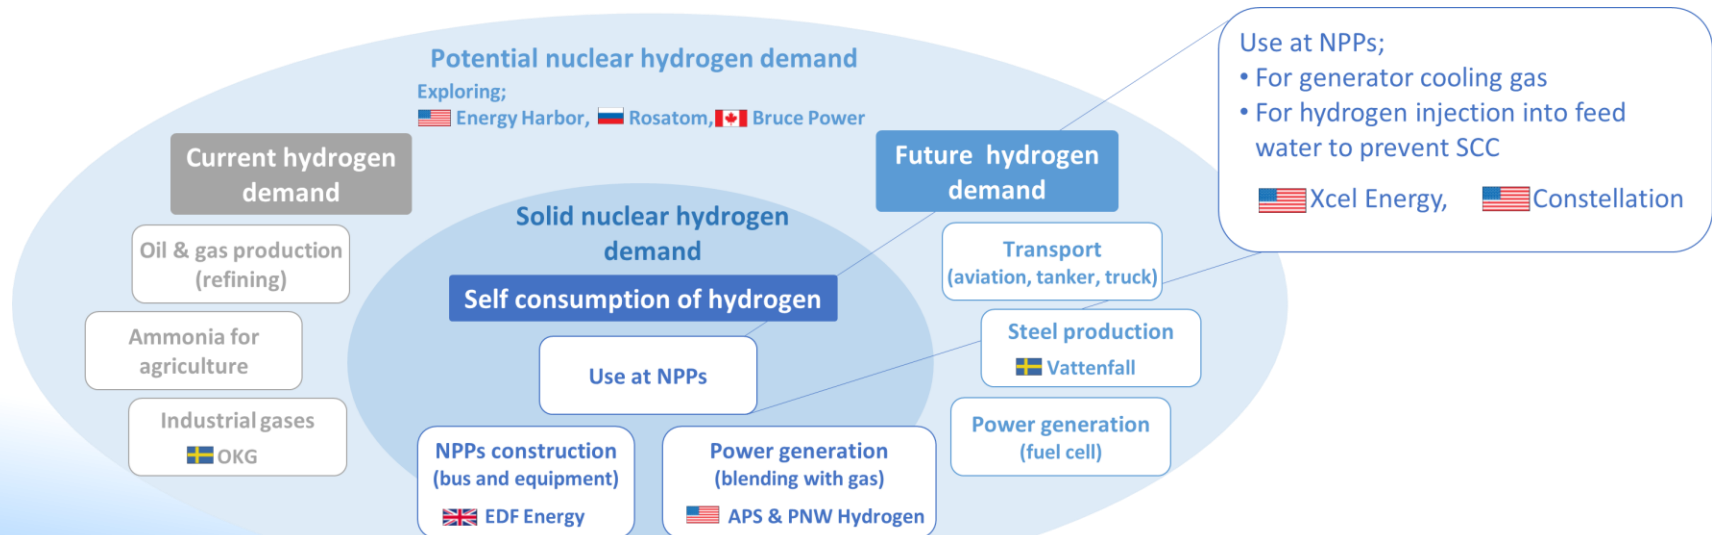 Potential nuclear hydrogen demand
Exploring;
Energy Harbor, Rosatom, Bruce Power
Current hydrogen
demand
Oil & gas production
(refining)
Ammonia for
agriculture
Industrial gases
OKG
Solid nuclear hydrogen
demand
Self consumption of hydrogen
Use at NPPs
NPPs construction
(bus and equipment)
EDF Energy
Power generation
(blending with gas)
APS & PNW Hydrogen
Future hydrogen
demand
Transport
(aviation, tanker, truck)
Steel production
Vattenfall
Power generation
(fuel cell)
Use at NPPs;
• For generator cooling gas
• For hydrogen injection into feed
water to prevent SCC
Xcel Energy, Constellation